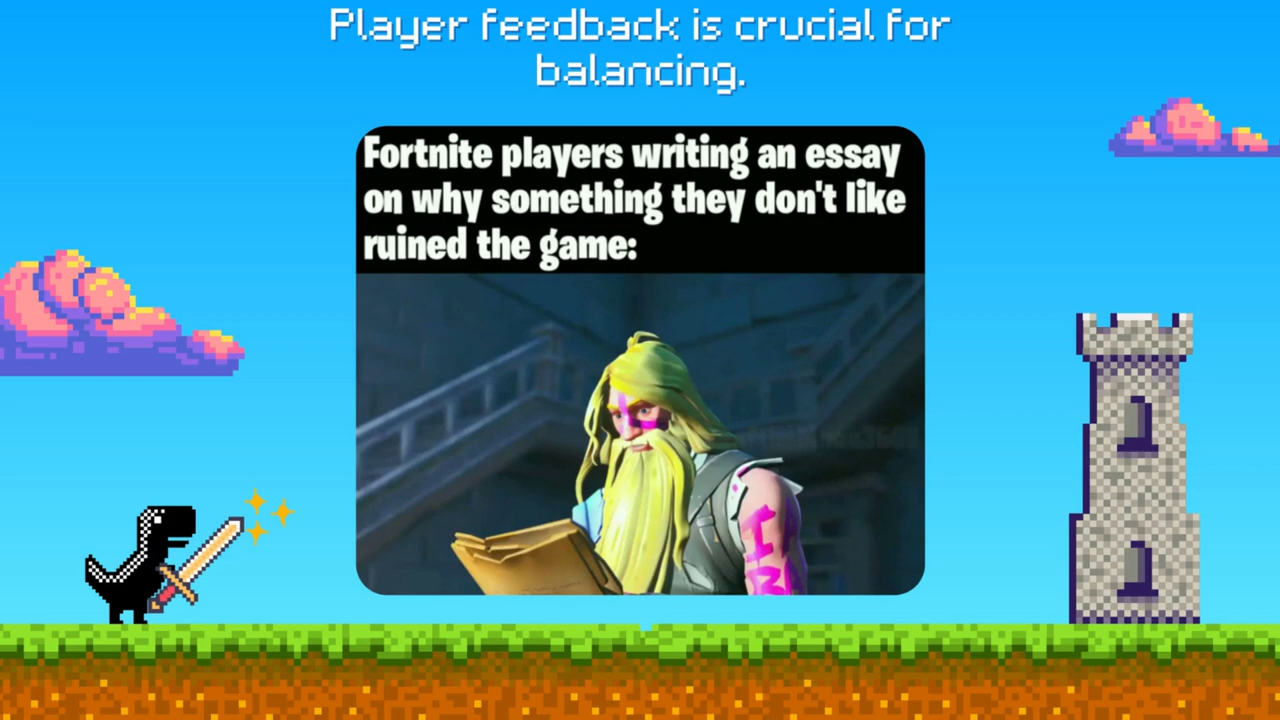 Player feedback is crucial for
balancing.
Fortnite players writing an essay
on why something they don't like
ruined the game: